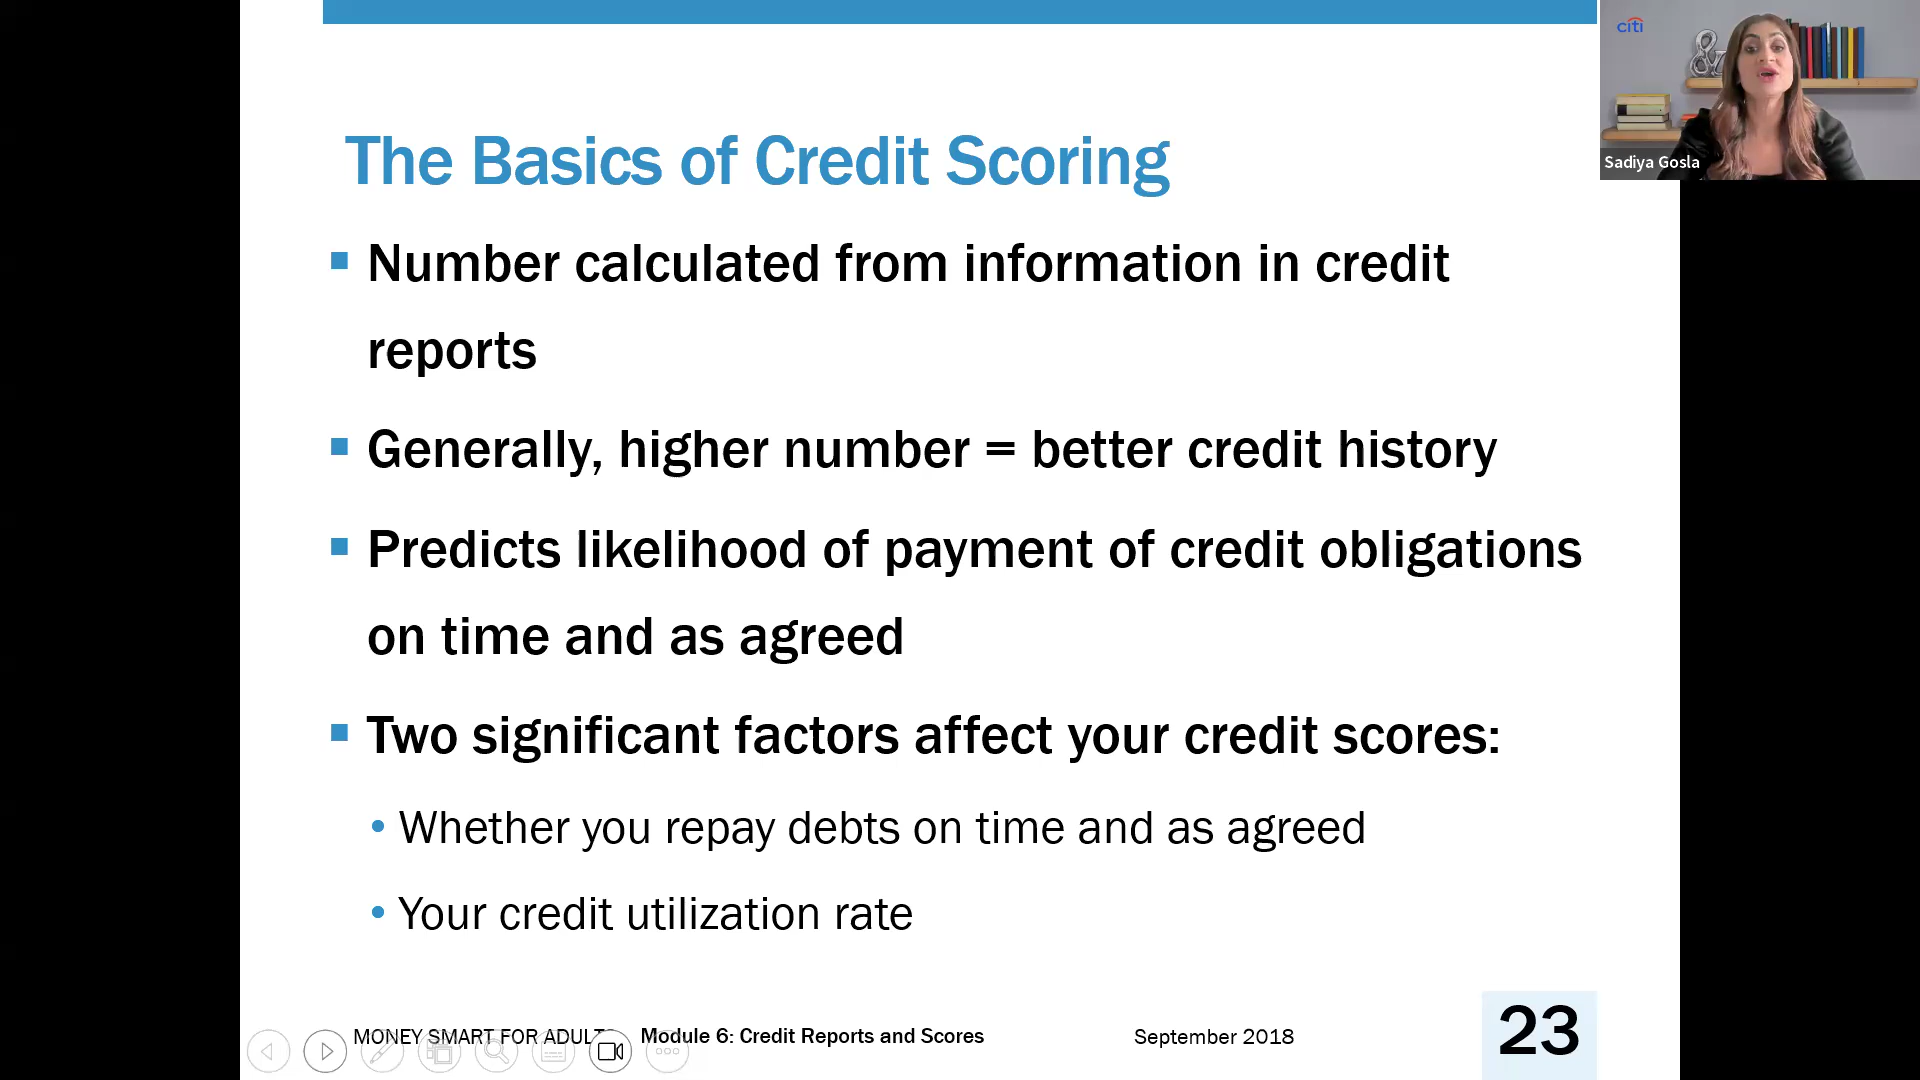 citi
&
Sadiya Gosla
The Basics of Credit Scoring
Number calculated from information in credit
reports
Generally, higher number = better credit history
Predicts likelihood of payment of credit obligations
on time and as agreed
Two significant factors affect your credit scores:
• Whether you repay debts on time and as agreed
• Your credit utilization rate
MONEY SMART FOR ADULTS Module 6: Credit Reports and Scores September 2018 23